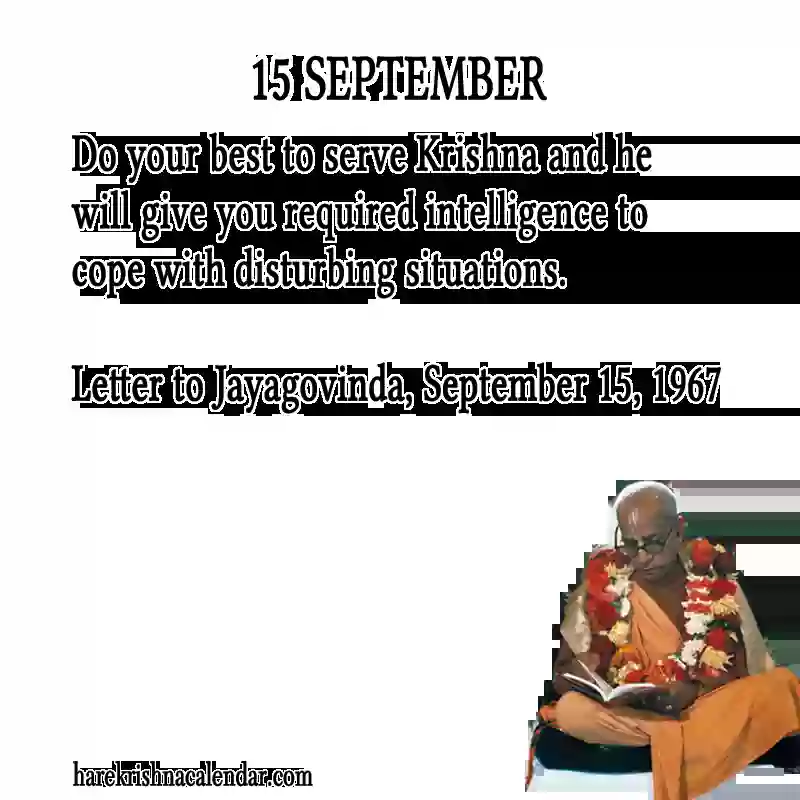 15 SEPTEMBER
Do your best to serve Krishna and he
will give you required intelligence to
cope with disturbing situations.
Letter to Jayagovinda, September 15, 1967
harekrishnacalendar.com